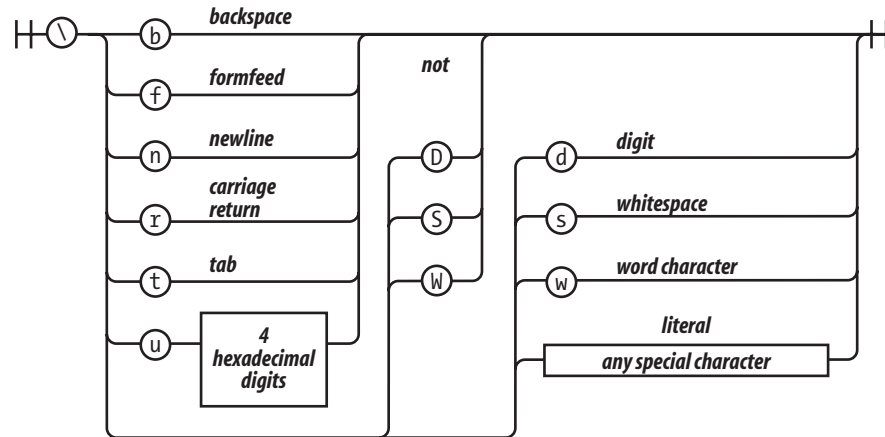 \
b
backspace
f
formfeed
n
newline
r
carriage
return
t
tab
u
4
hexadecimal
digits
not
D
S
W
d
digit
s
whitespace
w
word character
literal
any special character